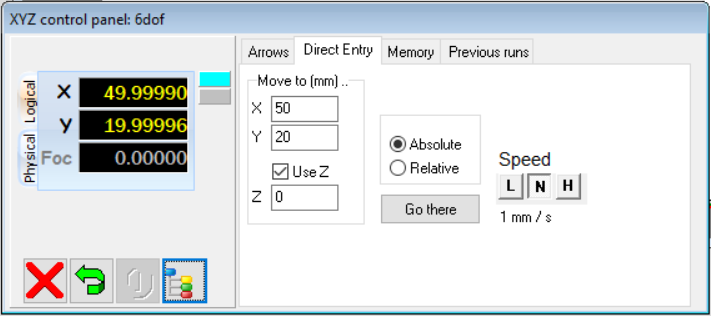 XYZ control panel: 6dof
Logical
Physical
X 49.99990
Y 19.99996
Foc 0.00000
Arrows Direct Entry Memory Previous runs
Move to (mm) ..
X 50
Y 20
Use Z
Z 0
Absolute
Relative
Go there
Speed
L N H
1 mm / s